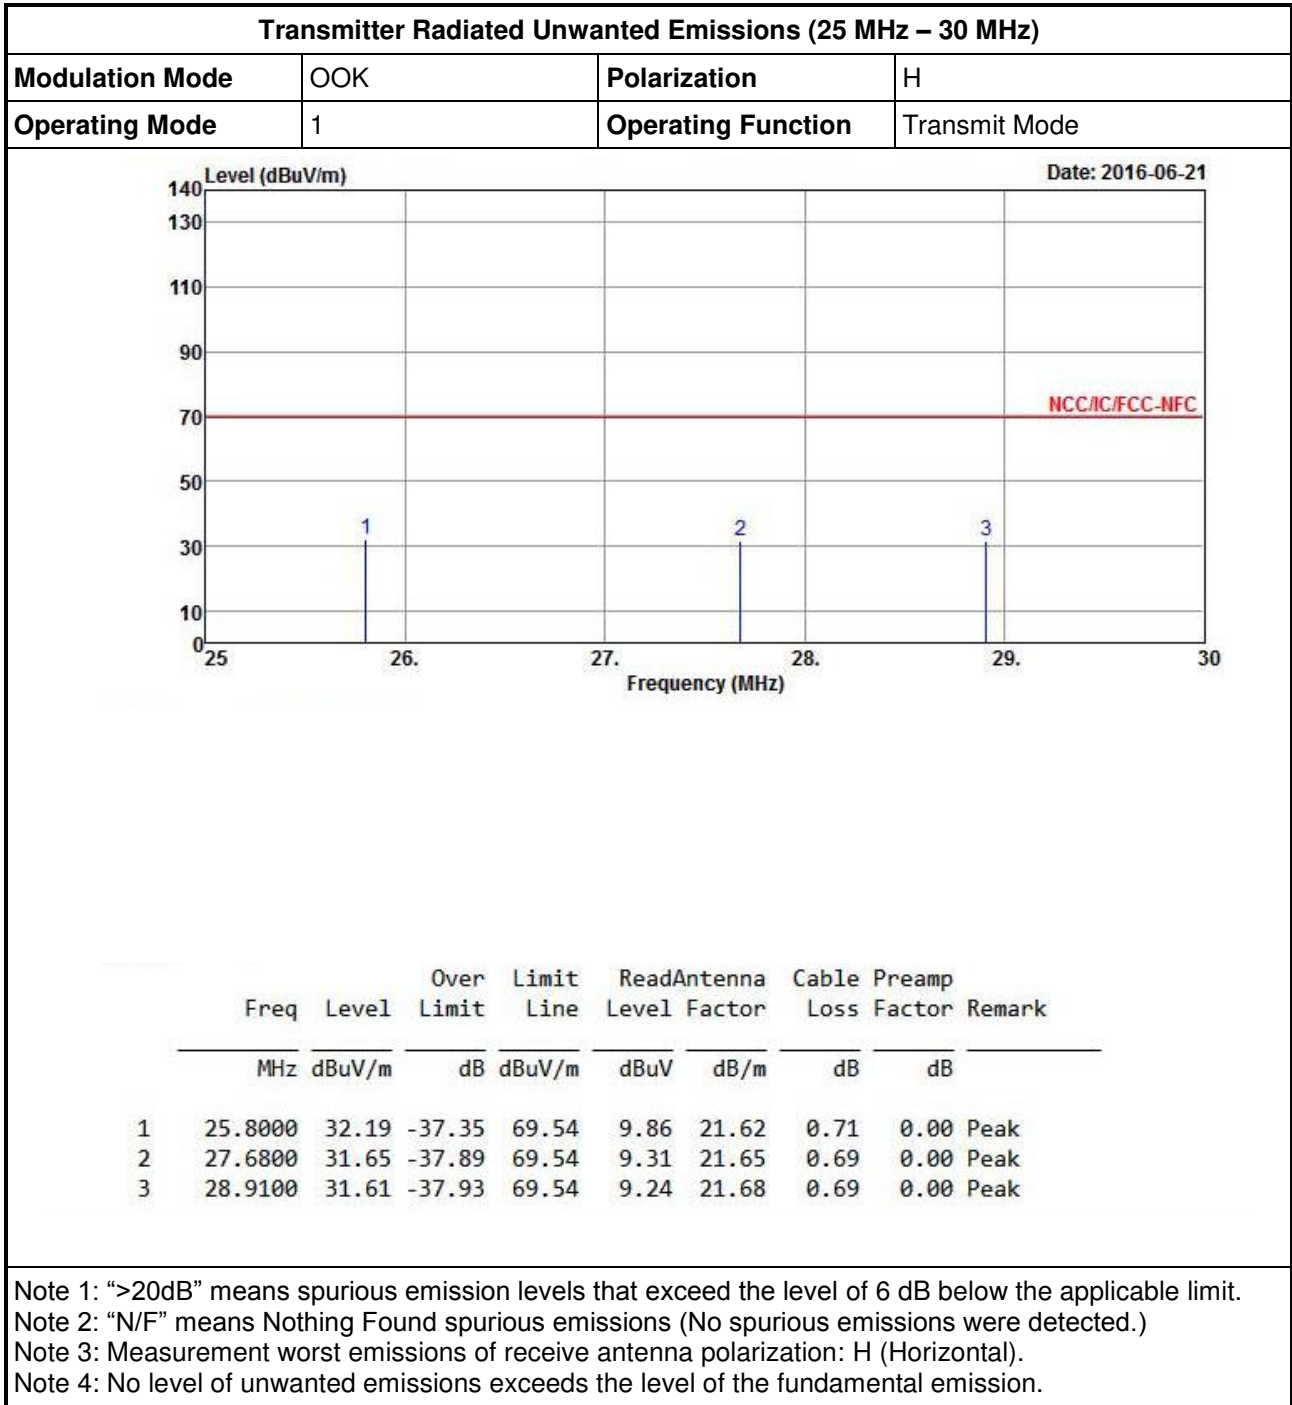 Transmitter Radiated Unwanted Emissions (25 MHz – 30 MHz)
Modulation Mode OOK Polarization H
Operating Mode 1 Operating Function Transmit Mode
Level (dBuV/m) Date: 2016-06-21
140
130
110
90
NCC/IC/FCC-NFC
70
50
1 2 3
30
10
0
25 26. 27. 28. 29. 30
Frequency (MHz)
Over Limit ReadAntenna Cable Preamp
Freq Level Limit Line Level Factor Loss Factor Remark
MHz dBuV/m dB dBuV/m dBuV dB/m dB dB
1 25.8000 32.19 -37.35 69.54 9.86 21.62 0.71 0.00 Peak
2 27.6800 31.65 -37.89 69.54 9.31 21.65 0.69 0.00 Peak
3 28.9100 31.61 -37.93 69.54 9.24 21.68 0.69 0.00 Peak
Note 1: “>20dB” means spurious emission levels that exceed the level of 6 dB below the applicable limit.
Note 2: “N/F” means Nothing Found spurious emissions (No spurious emissions were detected.)
Note 3: Measurement worst emissions of receive antenna polarization: H (Horizontal).
Note 4: No level of unwanted emissions exceeds the level of the fundamental emission.